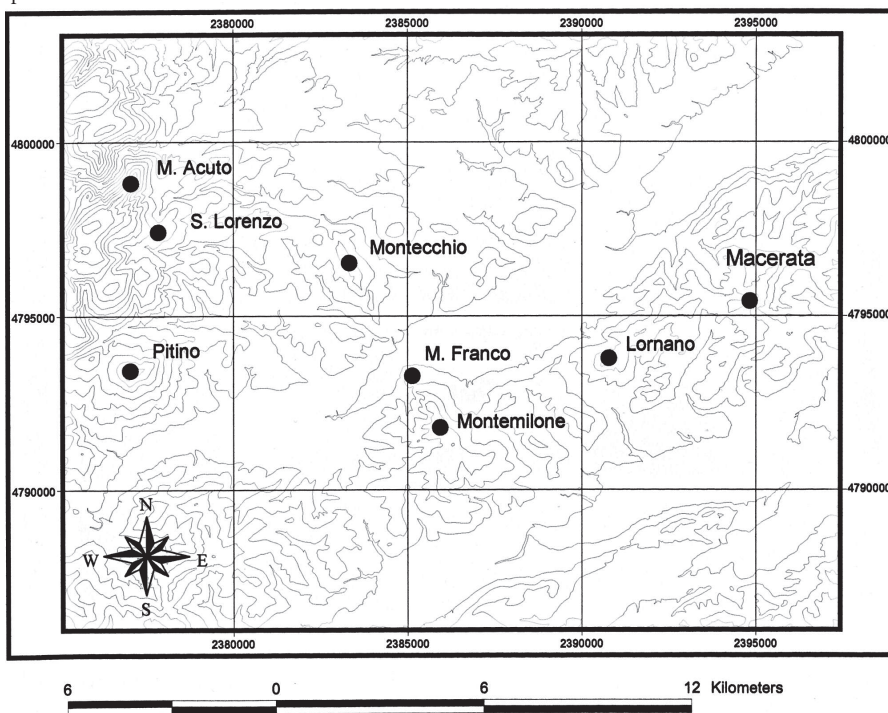 2380000 2385000 2390000 2395000
4800000 4800000
M. Acuto
S. Lorenzo
Montecchio
Macerata
4795000 4795000
Pitino
M. Franco
Lornano
Montemilone
4790000 4790000
N
W E
S
2380000 2385000 2390000 2395000
6 0 6 12 Kilometers